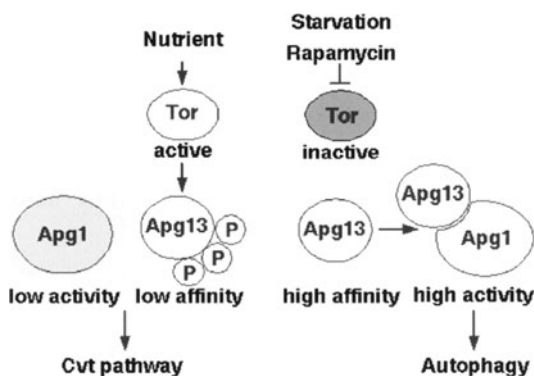 Nutrient
Tor
active
Apg1
Apg13
P
P
P
low activity
low affinity
Cvt pathway
Starvation
Rapamycin
Tor
inactive
Apg13
Apg13
Apg1
high affinity
high activity
Autophagy